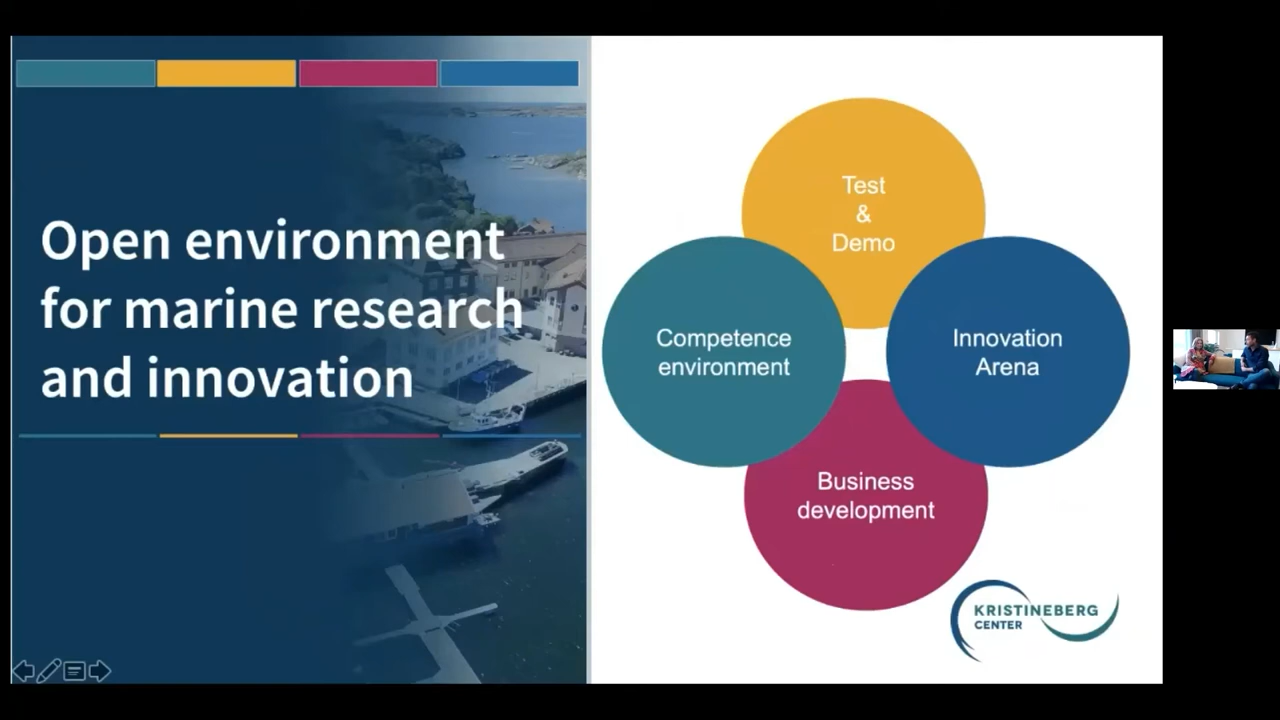 Open environment
for marine research
and innovation
Test
&
Demo
Competence
environment
Innovation
Arena
Business
development
KRISTINEBERG
CENTER